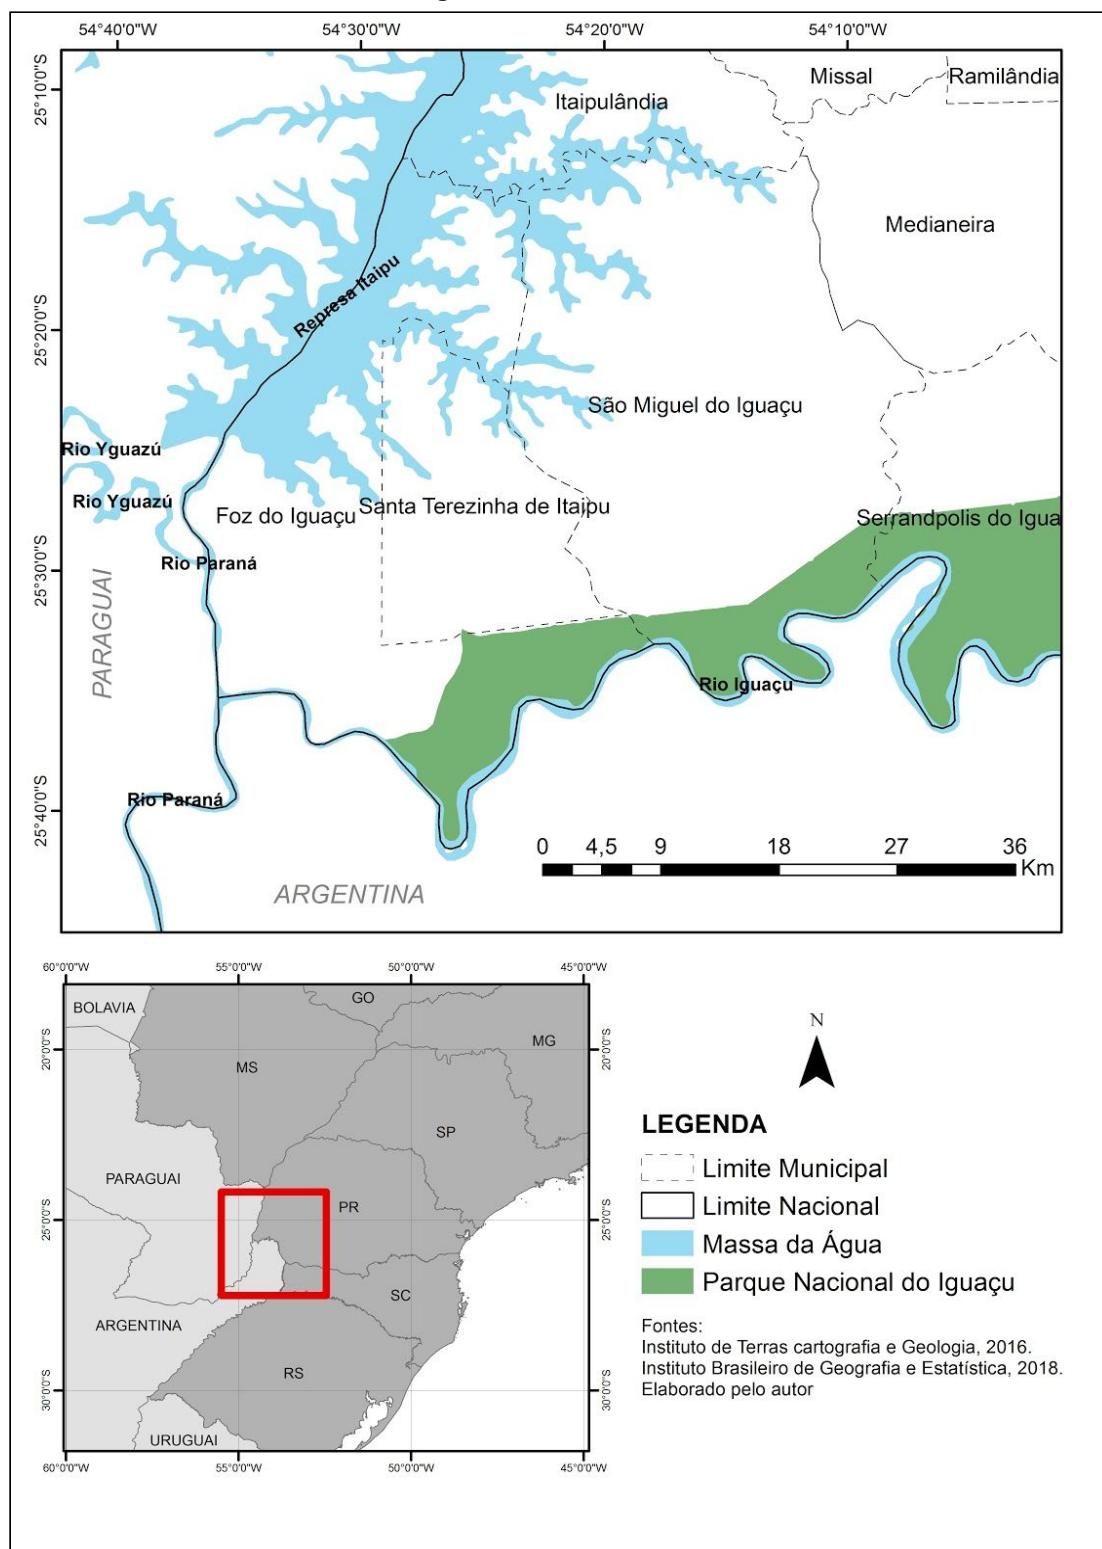 54°40'0"W 54°30'0"W 54°20'0"W 54°10'0"W
25°10'0"S
Missal
Ramilândia
Itaipulândia
Medianeira
Represa Itaipu
25°20'0"S
São Miguel do Iguaçu
Rio Yguazú
Rio Yguazú
Foz do Iguaçu
Santa Terezinha de Itaipu
Serrandpolis do Igua
Rio Paraná
25°30'0"S
PARAGUAI
Rio Iguaçu
Rio Paraná
25°40'0"S
0 4,5 9 18 27 36
Km
ARGENTINA
60°0'0"W 55°0'0"W 50°0'0"W 45°0'0"W
BOLAVIA
GO
MG
20°0'0"S
20°0'0"S
MS
SP
PARAGUAI
PR
25°0'0"S
25°0'0"S
SC
ARGENTINA
RS
30°0'0"S
30°0'0"S
URUGUAI
60°0'0"W 55°0'0"W 50°0'0"W 45°0'0"W
N
LEGENDA
Limite Municipal
Limite Nacional
Massa da Água
Parque Nacional do Iguaçu
Fontes:
Instituto de Terras cartografia e Geologia, 2016.
Instituto Brasileiro de Geografia e Estatística, 2018.
Elaborado pelo autor